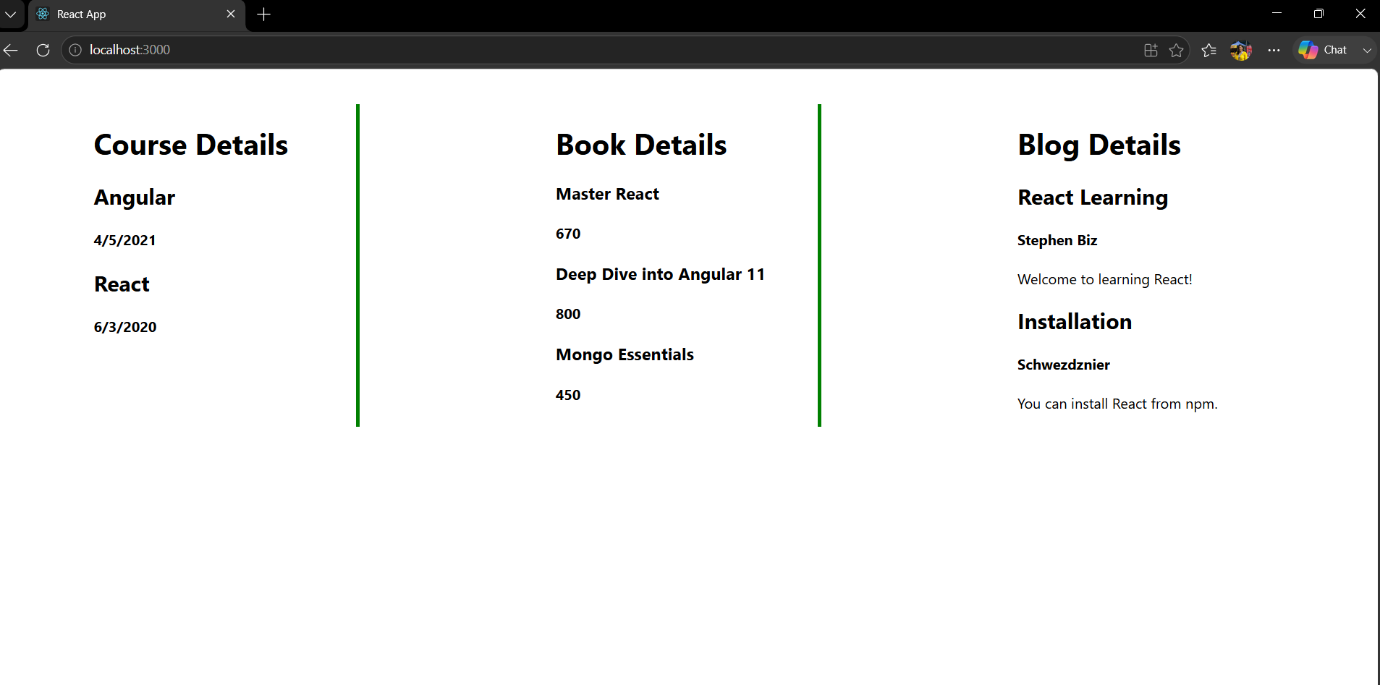 React App
localhost:3000
Chat
Course Details
Angular
4/5/2021
React
6/3/2020
Book Details
Master React
670
Deep Dive into Angular 11
800
Mongo Essentials
450
Blog Details
React Learning
Stephen Biz
Welcome to learning React!
Installation
Schwezdznier
You can install React from npm.